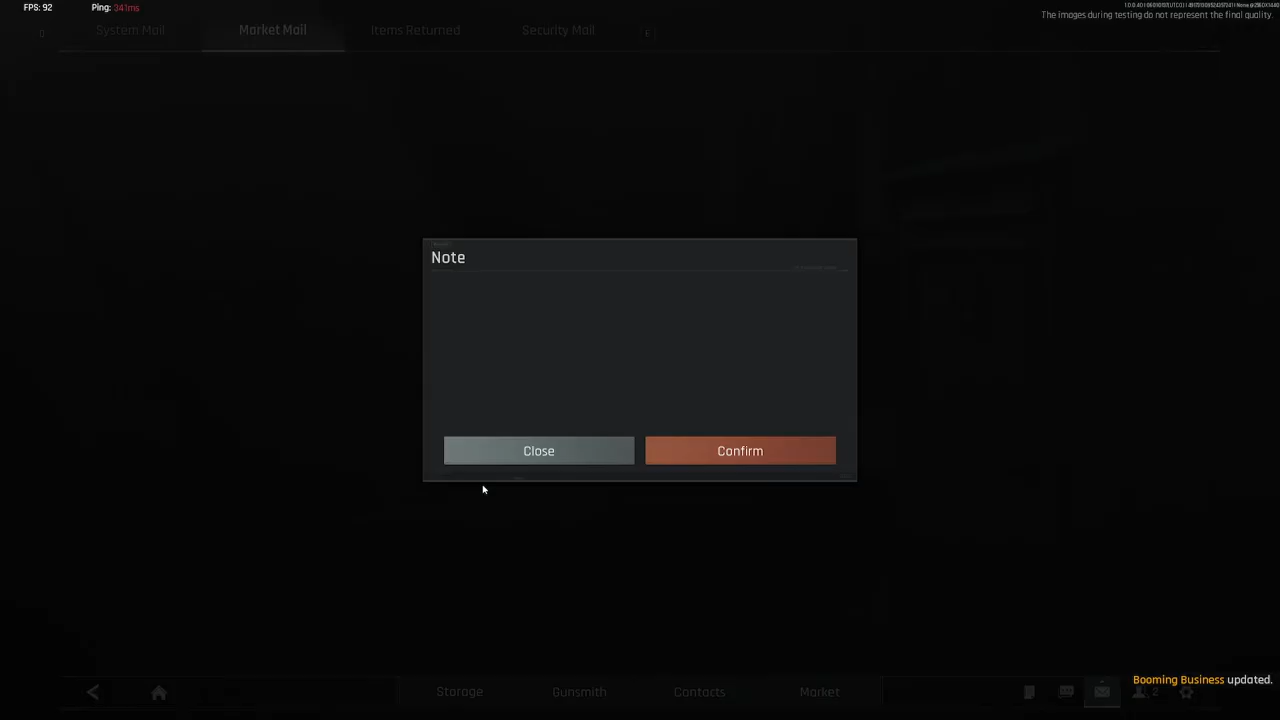 FPS: 92 Ping: 341ms
The images during testing do not represent the final quality.
System Mail Market Mail Items Returned Security Mail E
Note
Close Confirm
Booming Business updated.
Storage Gunsmith Contacts Market 2